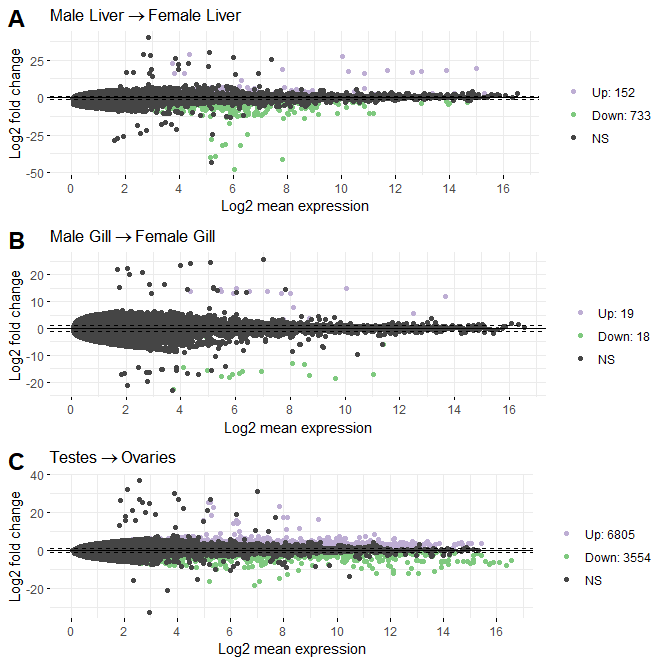 A Male Liver → Female Liver
Log2 fold change
25
0
-25
-50
0 2 4 6 8 10 12 14 16
Log2 mean expression
Up: 152
Down: 733
NS
B Male Gill → Female Gill
Log2 fold change
20
10
0
-10
-20
0 2 4 6 8 10 12 14 16
Log2 mean expression
Up: 19
Down: 18
NS
C Testes → Ovaries
Log2 fold change
40
20
0
-20
0 2 4 6 8 10 12 14 16
Log2 mean expression
Up: 6805
Down: 3554
NS